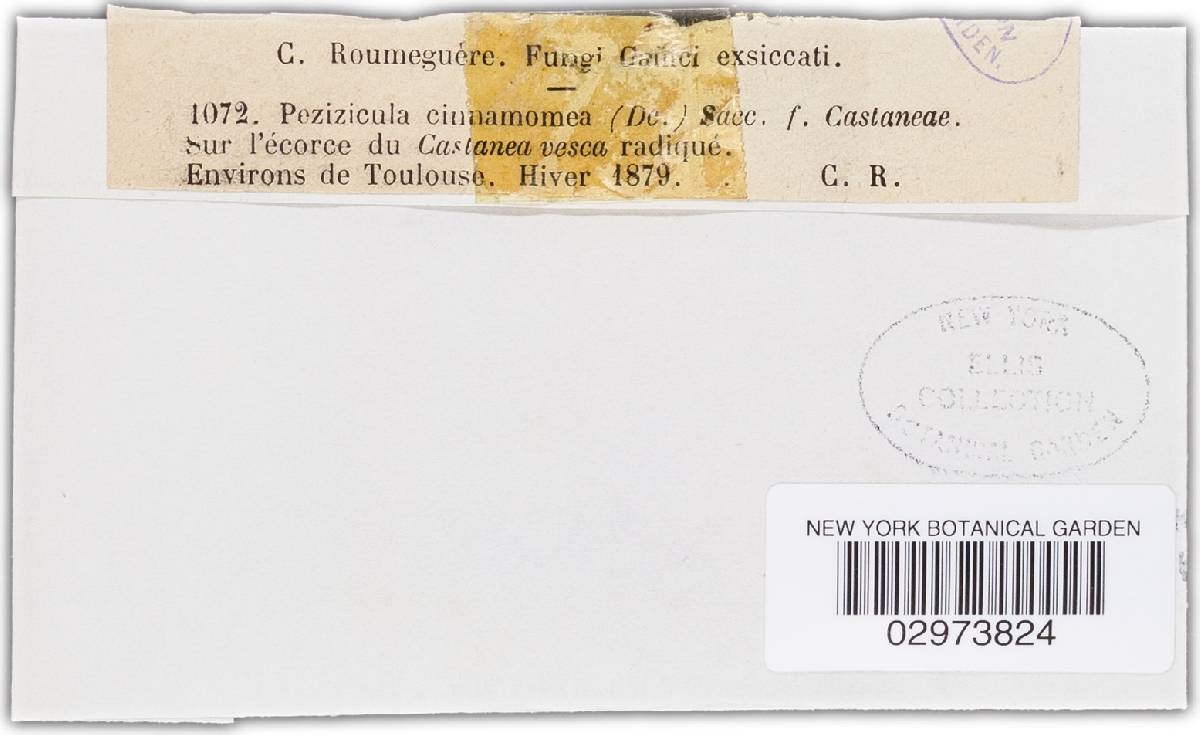 C. Roumeguère. Fungi Gallici exsiccati.
1072. Pezizicula cinnamomea (Dc.) Sacc. f. Castaneae.
Sur l'écorce du Castanea vesca radiqué.
Environs de Toulouse. Hiver 1879. C. R.
DEN.
NEW YORK
ELLIS
COLLECTION
BOTANICAL GARDEN
NEW YORK BOTANICAL GARDEN
02973824